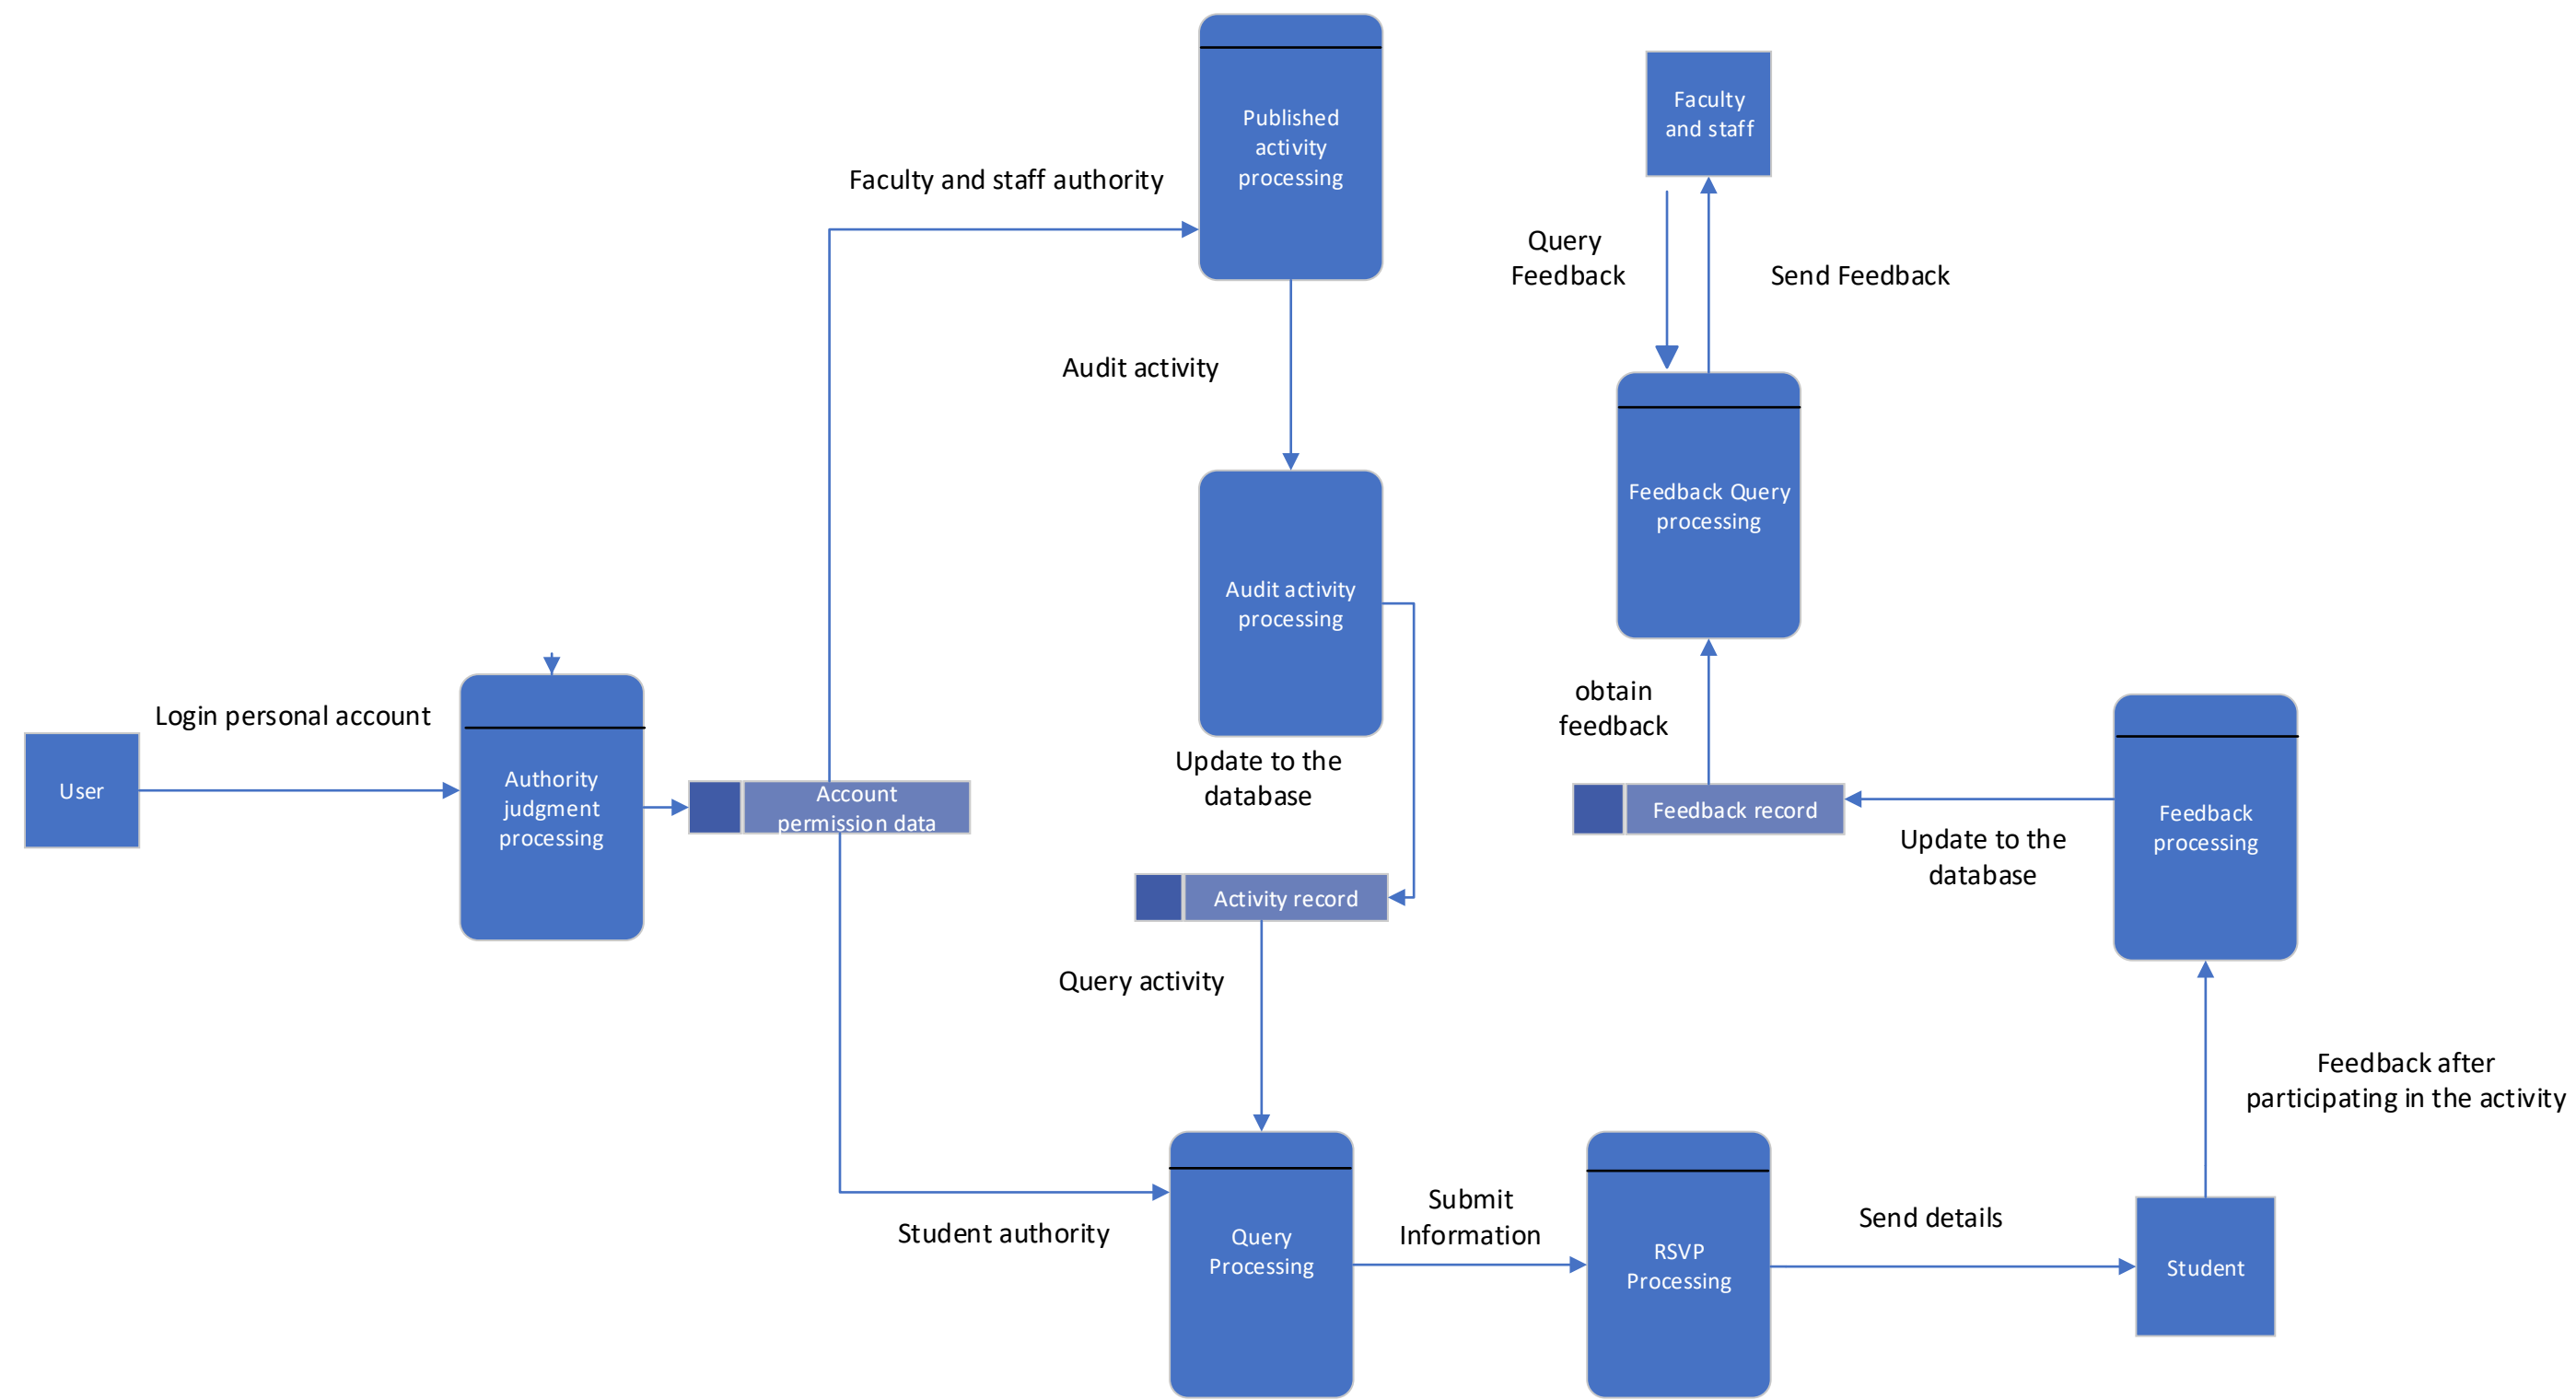 Published
activity
processing
Faculty
and staff
Faculty and staff authority
Query
Feedback
Send Feedback
Audit activity
Feedback Query
processing
Audit activity
processing
obtain
feedback
Login personal account
User
Authority
judgment
processing
Account
permission data
Update to the
database
Feedback record
Update to the
database
Feedback
processing
Activity record
Query activity
Feedback after
participating in the activity
Student authority
Query
Processing
Submit
Information
RSVP
Processing
Send details
Student